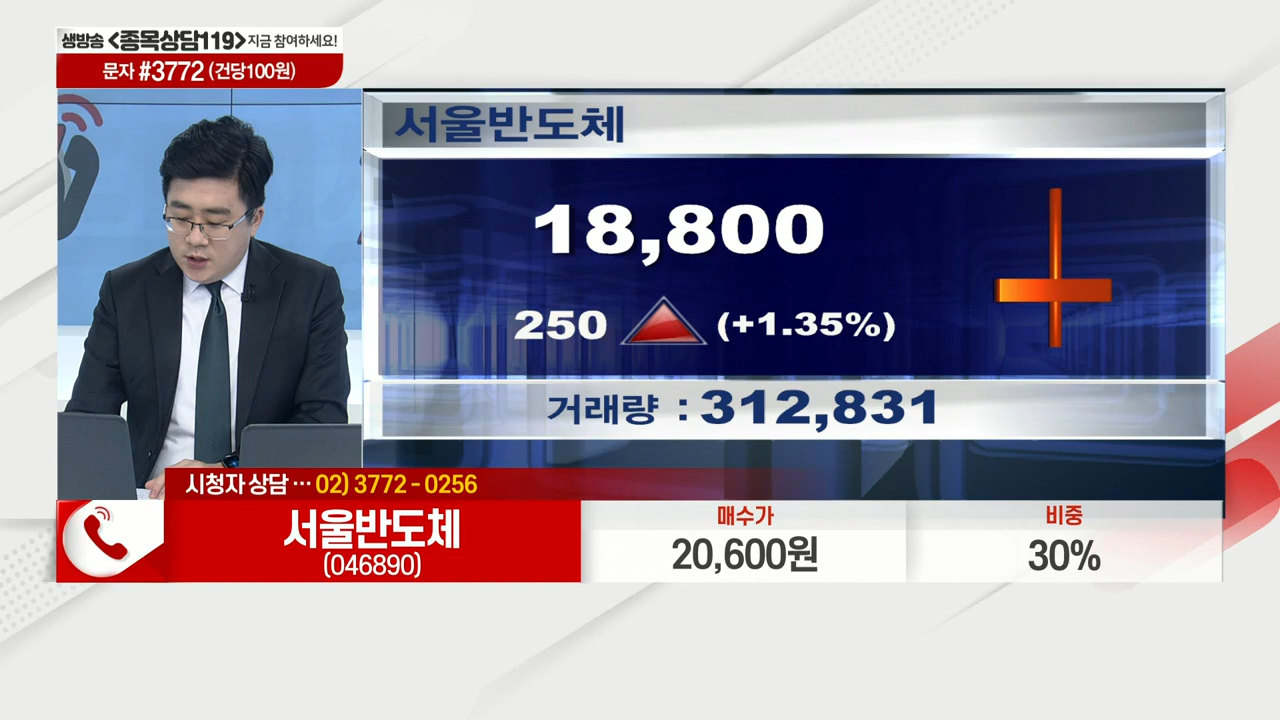 생방송 <종목상담119> 지금 참여하세요!
문자 #3772 (건당100원)
서울반도체
18,800
250 (+1.35%)
거래량 : 312,831
시청자 상담 … 02) 3772 - 0256
서울반도체
(046890)
매수가
20,600원
비중
30%